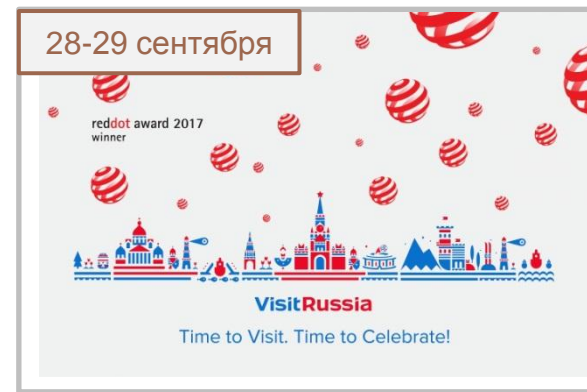 28-29 сентября
reddot award 2017
winner
VisitRussia
Time to Visit. Time to Celebrate!